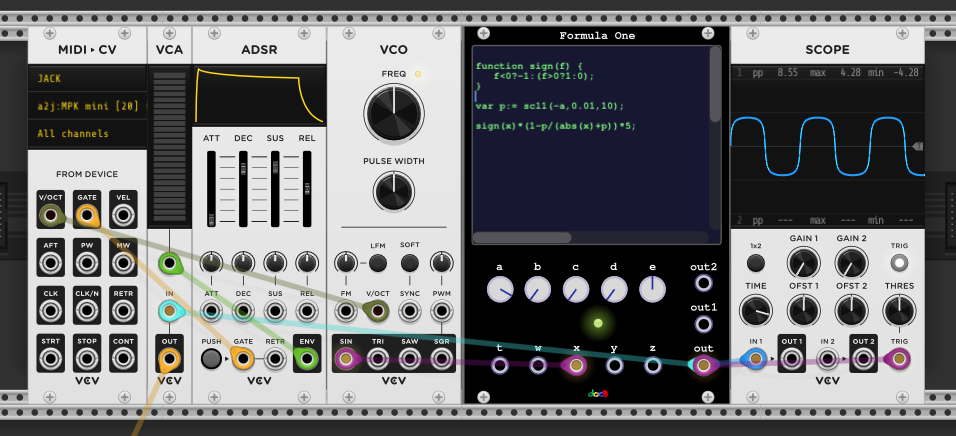 MIDI ▸ CV
JACK
a2j:MPK mini [20]
All channels
FROM DEVICE
V/OCT GATE VEL
AFT PW MW
CLK CLK/N RETR
STRT STOP CONT
VCV
VCA
IN
OUT
VCV
ADSR
ATT DEC SUS REL
ATT DEC SUS REL
PUSH GATE RETR ENV
VCV
VCO
FREQ
PULSE WIDTH
LFM SOFT
FM V/OCT SYNC PWM
SIN TRI SAW SQR
VCV
Formula One
function sign(f) {
f<0?-1:(f>0?1:0);
}
var p:= scll(-a,0.01,10);
sign(x)*(1-p/(abs(x)+p))*5;
a b c d e
out2
out1
t w x y z out
SCOPE
1 pp 8.55 max 4.28 min -4.28
2 pp --- max --- min ---
1x2 GAIN 1 GAIN 2 TRIG
TIME OFST 1 OFST 2 THRES
IN 1 OUT 1 IN 2 OUT 2 TRIG
VCV